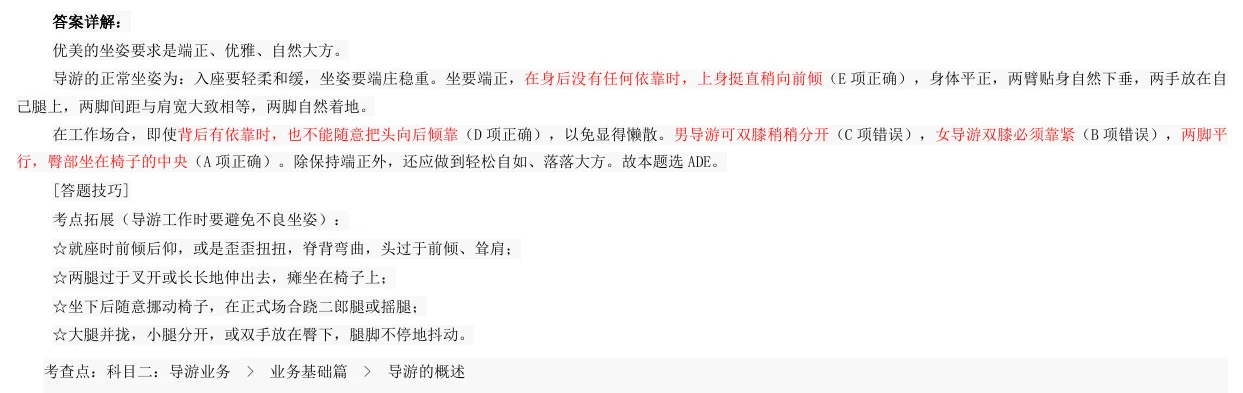 答案详解：
优美的坐姿要求是端正、优雅、自然大方。
导游的正常坐姿为：入座要轻柔和缓，坐姿要端庄稳重。坐要端正，在身后没有任何依靠时，上身挺直稍向前倾（E 项正确），身体平正，两臂贴身自然下垂，两手放在自
己腿上，两脚间距与肩宽大致相等，两脚自然着地。
在工作场合，即使背后有依靠时，也不能随意把头向后倾靠（D 项正确），以免显得懒散。男导游可双膝稍稍分开（C 项错误），女导游双膝必须靠紧（B 项错误），两脚平
行，臀部坐在椅子的中央（A 项正确）。除保持端正外，还应做到轻松自如、落落大方。故本题选 ADE。
[答题技巧]
考点拓展（导游工作时要避免不良坐姿）：
☆就座时前倾后仰，或是歪歪扭扭，脊背弯曲，头过于前倾、耸肩；
☆两腿过于叉开或长长地伸出去，瘫坐在椅子上；
☆坐下后随意挪动椅子，在正式场合跷二郎腿或摇腿；
☆大腿并拢，小腿分开，或双手放在臀下，腿脚不停地抖动。
考查点：科目二：导游业务 > 业务基础篇 > 导游的概述